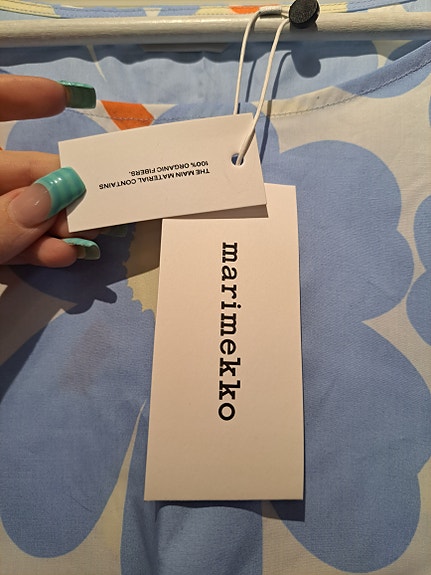 THE MAIN MATERIAL CONTAINS
100% ORGANIC FIBERS.
marimekko